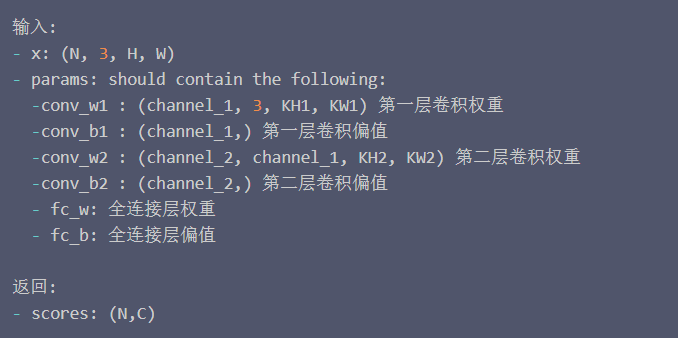 输入:
- x: (N, 3, H, W)
- params: should contain the following:
-conv_w1 : (channel_1, 3, KH1, KW1) 第一层卷积权重
-conv_b1 : (channel_1,) 第一层卷积偏值
-conv_w2 : (channel_2, channel_1, KH2, KW2) 第二层卷积权重
-conv_b2 : (channel_2,) 第二层卷积偏值
- fc_w: 全连接层权重
- fc_b: 全连接层偏值
返回:
- scores: (N,C)